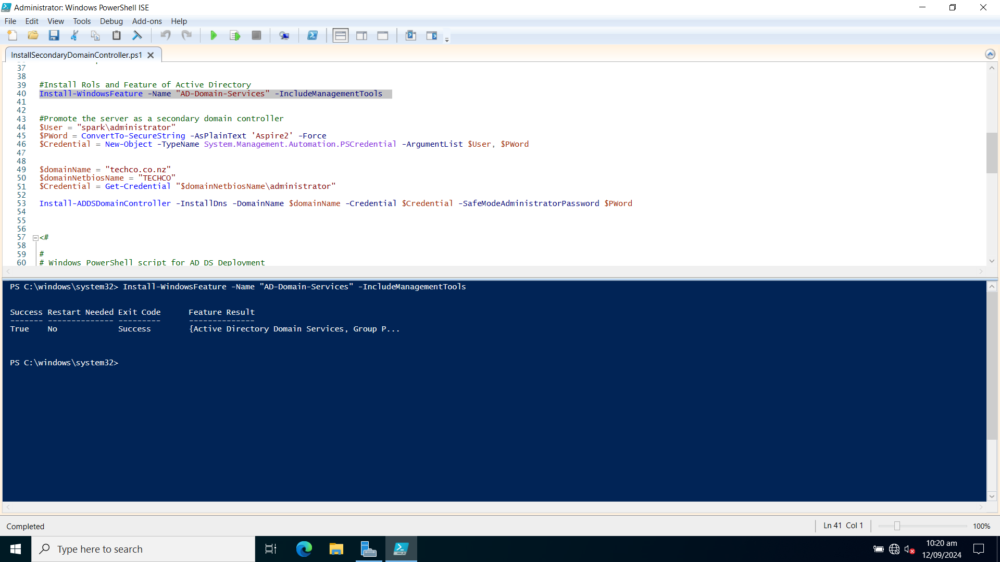 Administrator: Windows PowerShell ISE
File Edit View Tools Debug Add-ons Help
InstallSecondaryDomainController.ps1
37
38
39 #Install Rols and Feature of Active Directory
40 Install-WindowsFeature -Name "AD-Domain-Services" -IncludeManagementTools
41
42
43 #Promote the server as a secondary domain controller
44 $User = "spark\administrator"
45 $PWord = ConvertTo-SecureString -AsPlainText 'Aspire2' -Force
46 $Credential = New-Object -TypeName System.Management.Automation.PSCredential -ArgumentList $User, $PWord
47
48
49 $domainName = "techco.co.nz"
50 $domainNetbiosName = "TECHCO"
51 $Credential = Get-Credential "$domainNetbiosName\administrator"
52
53 Install-ADDSDomainController -InstallDns -DomainName $domainName -Credential $Credential -SafeModeAdministratorPassword $PWord
54
55
56
57 <#
58
59 #
60 # Windows PowerShell script for AD DS Deployment
PS C:\windows\system32> Install-WindowsFeature -Name "AD-Domain-Services" -IncludeManagementTools
Success Restart Needed Exit Code Feature Result
------- -------------- --------- --------------
True No Success {Active Directory Domain Services, Group P...
PS C:\windows\system32>
Completed
Ln 41 Col 1
100%
Type here to search
10:20 am
12/09/2024